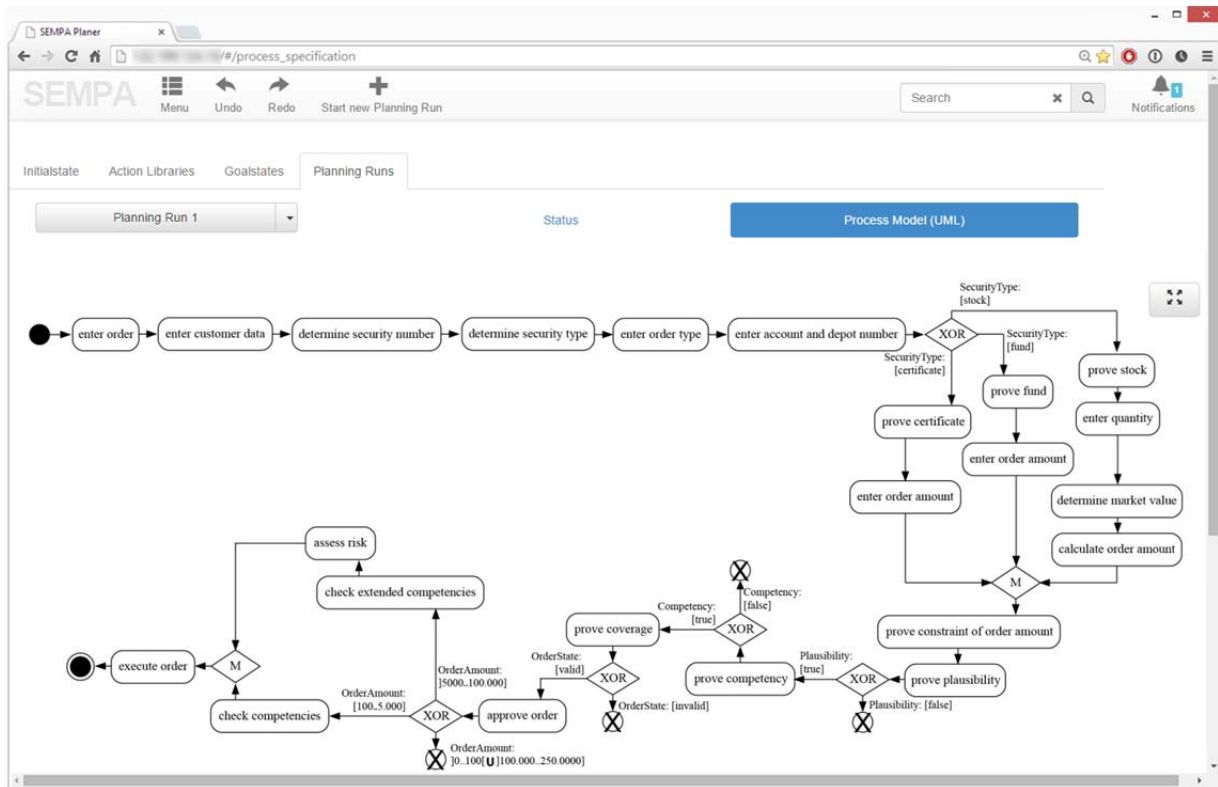 SEMPA Planer
/#/process_specification
SEMPA
Menu
Undo
Redo
Start new Planning Run
Search
1
Notifications
Initialstate
Action Libraries
Goalstates
Planning Runs
Planning Run 1
Status
Process Model (UML)
enter order
enter customer data
determine security number
determine security type
enter order type
enter account and depot number
XOR
SecurityType:
[stock]
SecurityType:
[fund]
SecurityType:
[certificate]
prove stock
prove fund
prove certificate
enter quantity
enter order amount
enter order amount
determine market value
calculate order amount
M
prove constraint of order amount
prove plausibility
XOR
Plausibility:
[true]
Plausibility: [false]
prove competency
XOR
Competency:
[false]
Competency:
[true]
prove coverage
XOR
OrderState:
[valid]
OrderState: [invalid]
approve order
XOR
OrderAmount:
]5000..100.000]
OrderAmount:
[100..5.000]
OrderAmount:
]0..100[U]100.000..250.0000]
check extended competencies
assess risk
check competencies
M
execute order